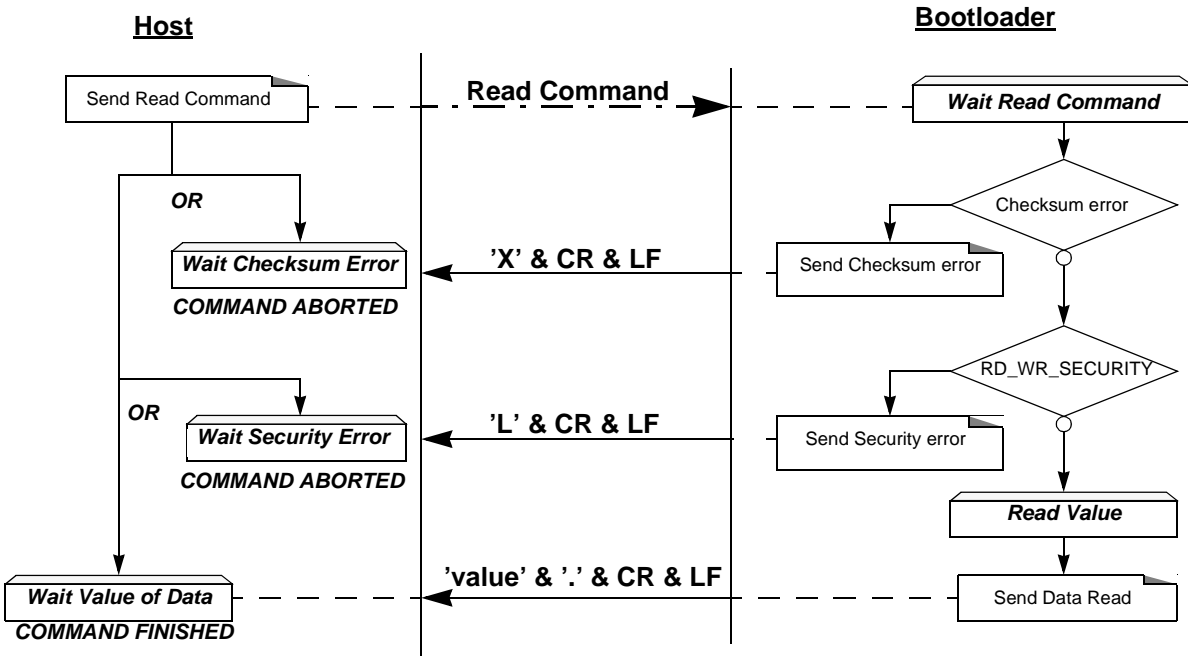 Host
Bootloader
Send Read Command
Read Command
Wait Read Command
OR
Checksum error
Wait Checksum Error
’X’ & CR & LF
Send Checksum error
COMMAND ABORTED
RD_WR_SECURITY
OR
Wait Security Error
’L’ & CR & LF
Send Security error
COMMAND ABORTED
Read Value
’value’ & ’.’ & CR & LF
Wait Value of Data
Send Data Read
COMMAND FINISHED